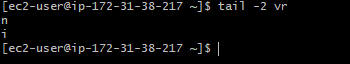 [ec2-user@ip-172-31-38-217 ~]$ tail -2 vr
n
i
[ec2-user@ip-172-31-38-217 ~]$